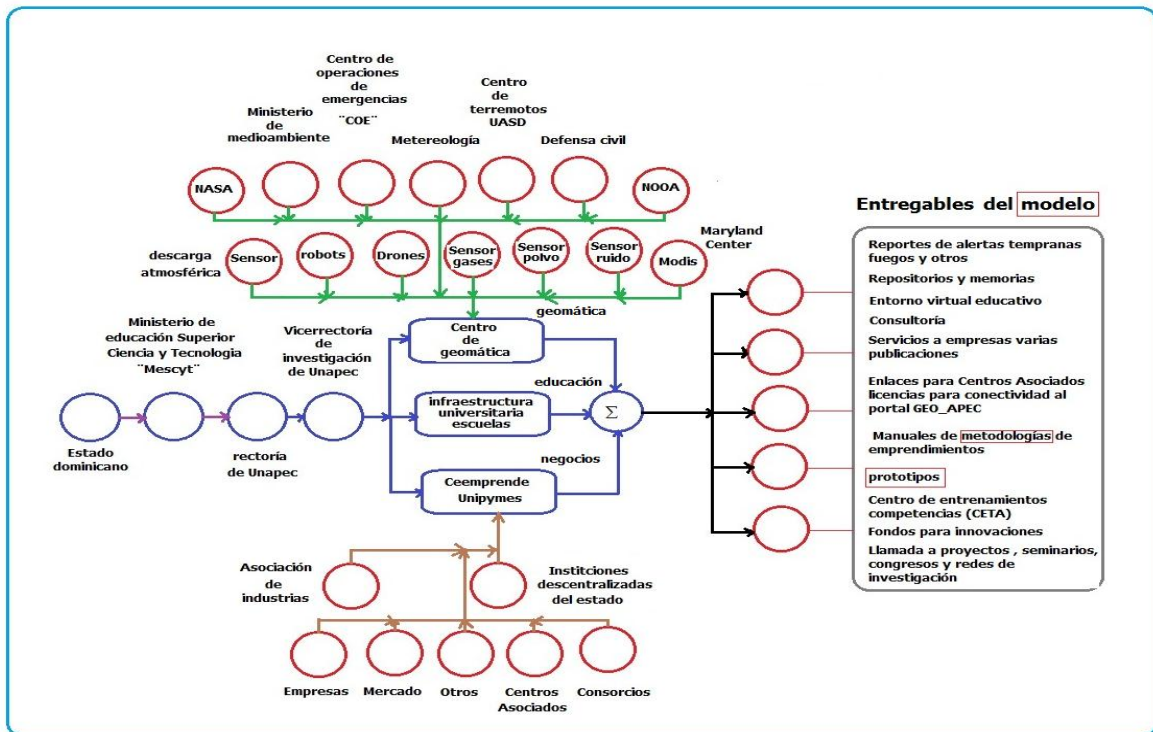 Centro de
operaciones
de
emergencias
¨COE¨
Ministerio
de
medioambiente
Metereología
Centro
de
terremotos
UASD
Defensa civil
NASA
NOOA
descarga
atmosférica
Sensor
robots
Drones
Sensor
gases
Sensor
polvo
Sensor
ruido
Modis
Maryland
Center
geomática
Ministerio de
educación Superior
Ciencia y Tecnologia
¨Mescyt¨
Vicerrectoría
de
investigación
de Unapec
Estado
dominicano
rectoría
de Unapec
Centro
de
geomática
infraestructura
universitaria
escuelas
Ceemprende
Unipymes
educación
negocios
Σ
Asociación
de
industrias
Institciones
descentralizadas
del estado
Empresas
Mercado
Otros
Centros
Asociados
Consorcios
Entregables del modelo
Reportes de alertas tempranas
fuegos y otros
Repositorios y memorias
Entorno virtual educativo
Consultoría
Servicios a empresas varias
publicaciones
Enlaces para Centros Asociados
licencias para conectividad al
portal GEO_APEC
Manuales de metodologías de
emprendimientos
prototipos
Centro de entrenamientos
competencias (CETA)
Fondos para innovaciones
Llamada a proyectos , seminarios,
congresos y redes de
investigación